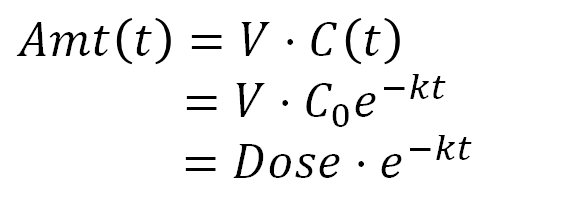 Amt(t) = V · C(t)
= V · C₀e⁻ᵏᵗ
= Dose · e⁻ᵏᵗ